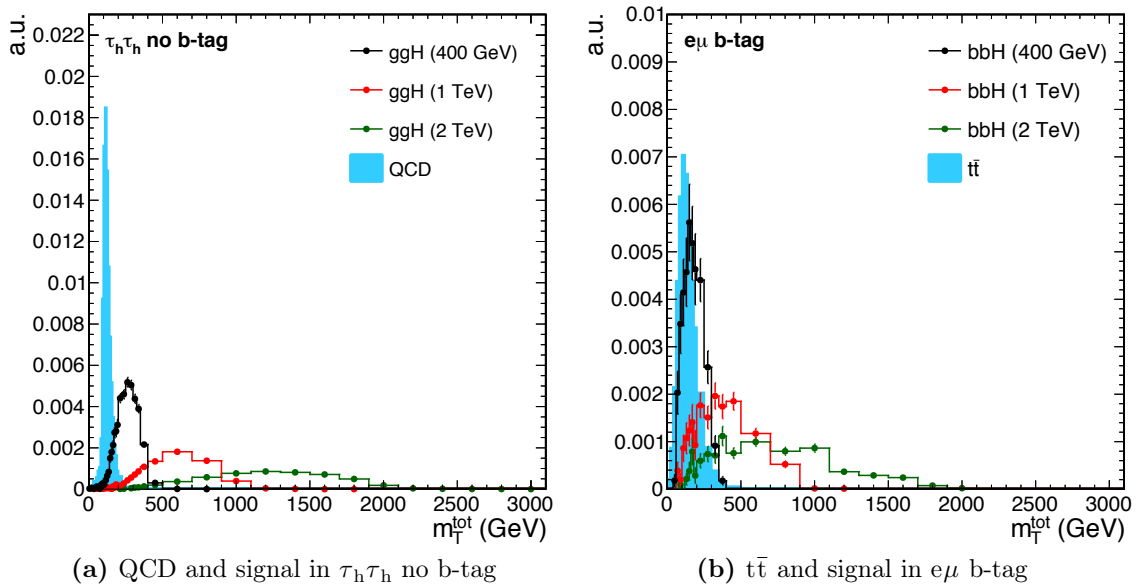 a.u.
0.022
0.02
0.018
0.016
0.014
0.012
0.01
0.008
0.006
0.004
0.002
0
τhτh no b-tag
ggH (400 GeV)
ggH (1 TeV)
ggH (2 TeV)
QCD
0 500 1000 1500 2000 2500 3000
m_T^tot (GeV)
(a) QCD and signal in τhτh no b-tag
a.u.
0.01
0.009
0.008
0.007
0.006
0.005
0.004
0.003
0.002
0.001
0
eμ b-tag
bbH (400 GeV)
bbH (1 TeV)
bbH (2 TeV)
tt̄
0 500 1000 1500 2000 2500 3000
m_T^tot (GeV)
(b) tt̄ and signal in eμ b-tag